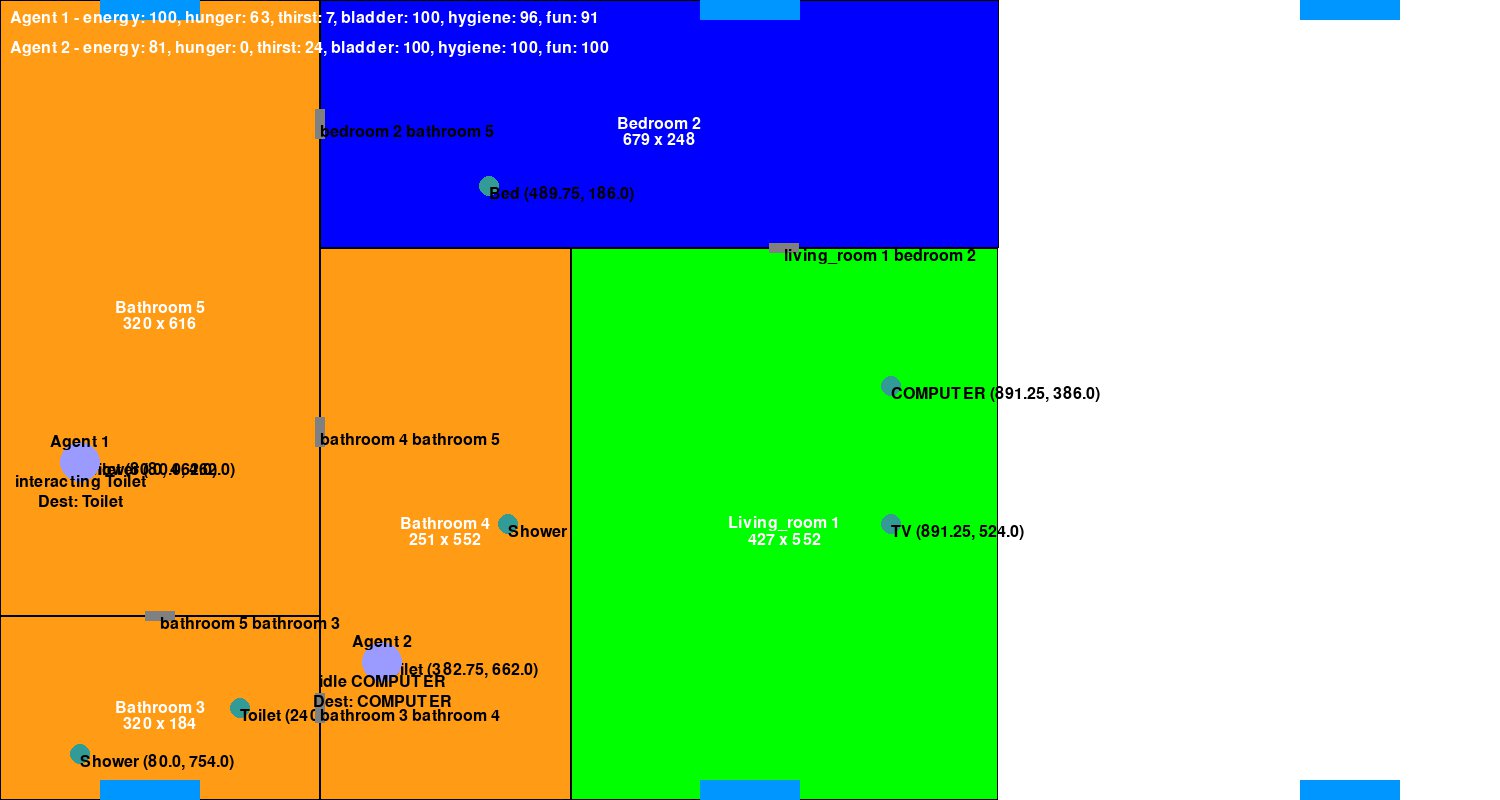 Agent 1 - energy: 100, hunger: 63, thirst: 7, bladder: 100, hygiene: 96, fun: 91
Agent 2 - energy: 81, hunger: 0, thirst: 24, bladder: 100, hygiene: 100, fun: 100
Bedroom 2
679 x 248
bedroom 2 bathroom 5
Bed (489.75, 186.0)
living_room 1 bedroom 2
Bathroom 5
320 x 616
COMPUTER (891.25, 386.0)
Agent 1
bathroom 4 bathroom 5
interacting Toilet
Dest: Toilet
Bathroom 4
251 x 552
Shower
Living_room 1
427 x 552
TV (891.25, 524.0)
bathroom 5 bathroom 3
Agent 2
(382.75, 662.0)
idle COMPUTER
Dest: COMPUTER
Bathroom 3
320 x 184
Toilet (240
bathroom 3 bathroom 4
Shower (80.0, 754.0)